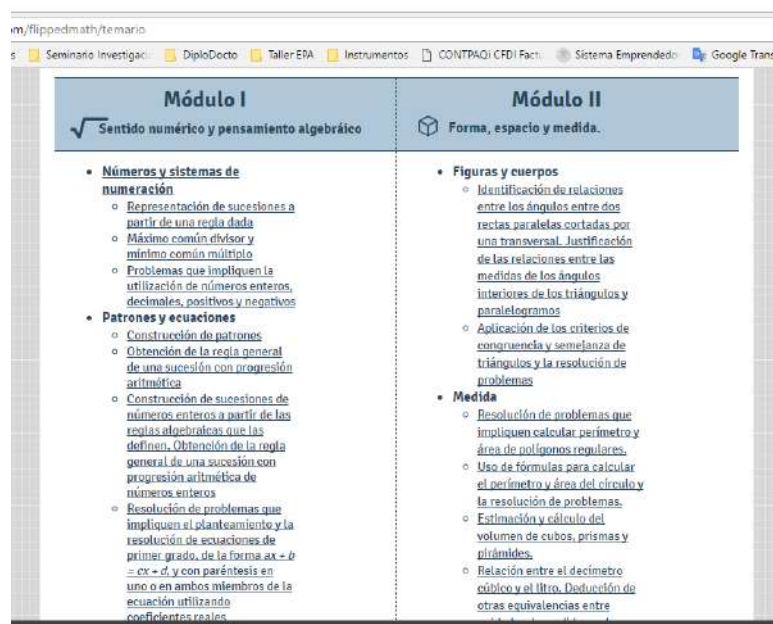 om/flippedmath/temario
s Seminario Investigac DiploDocto Taller EPA Instrumentos CONTPAQi CFDI Fact Sistema Emprendedo Google Trans
Módulo I
Sentido numérico y pensamiento algebráico
• Números y sistemas de
numeración
○ Representación de sucesiones a
partir de una regla dada
○ Máximo común divisor y
mínimo común múltiplo
○ Problemas que impliquen la
utilización de números enteros,
decimales, positivos y negativos
• Patrones y ecuaciones
○ Construcción de patrones
○ Obtención de la regla general
de una sucesión con progresión
aritmética
○ Construcción de sucesiones de
números enteros a partir de las
reglas algebraicas que las
definen. Obtención de la regla
general de una sucesión con
progresión aritmética de
números enteros
○ Resolución de problemas que
impliquen el planteamiento y la
resolución de ecuaciones de
primer grado, de la forma ax + b
= cx + d, y con paréntesis en
uno o en ambos miembros de la
ecuación utilizando
coeficientes reales
Módulo II
Forma, espacio y medida.
• Figuras y cuerpos
○ Identificación de relaciones
entre los ángulos entre dos
rectas paralelas cortadas por
una transversal. Justificación
de las relaciones entre las
medidas de los ángulos
interiores de los triángulos y
paralelogramos
○ Aplicación de los criterios de
congruencia y semejanza de
triángulos y la resolución de
problemas
• Medida
○ Resolución de problemas que
impliquen calcular perímetro y
área de polígonos regulares.
○ Uso de fórmulas para calcular
el perímetro y área del círculo y
la resolución de problemas.
○ Estimación y cálculo del
volumen de cubos, prismas y
pirámides.
○ Relación entre el decímetro
cúbico y el litro. Deducción de
otras equivalencias entre